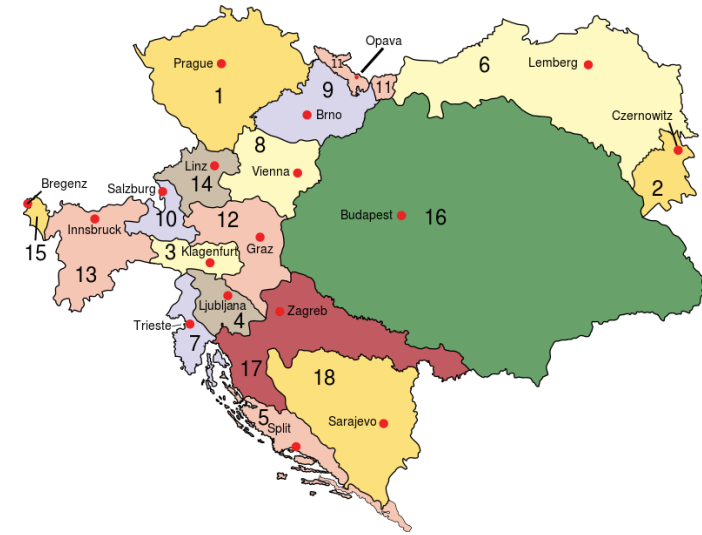 Opava
Prague
11
6
Lemberg
1
9
11
Brno
Czernowitz
8
Linz
Vienna
Bregenz
Salzburg
14
2
10
12
Budapest
16
Innsbruck
15
3
Klagenfurt
Graz
13
Ljubljana
Zagreb
Trieste
4
7
17
18
5
Split
Sarajevo